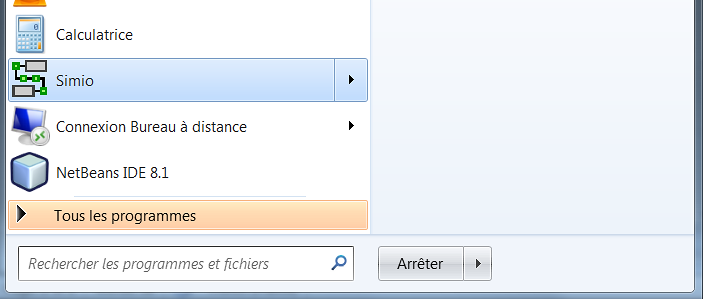 Calculatrice
Simio
Connexion Bureau à distance
NetBeans IDE 8.1
Tous les programmes
Rechercher les programmes et fichiers
Arrêter